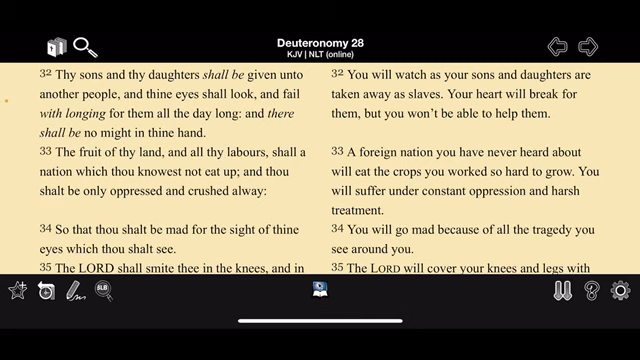 Deuteronomy 28
KJV | NLT (online)
32 Thy sons and thy daughters shall be given unto
another people, and thine eyes shall look, and fail
with longing for them all the day long: and there
shall be no might in thine hand.
33 The fruit of thy land, and all thy labours, shall a
nation which thou knowest not eat up; and thou
shalt be only oppressed and crushed alway:
34 So that thou shalt be mad for the sight of thine
eyes which thou shalt see.
35 The LORD shall smite thee in the knees, and in
32 You will watch as your sons and daughters are
taken away as slaves. Your heart will break for
them, but you won’t be able to help them.
33 A foreign nation you have never heard about
will eat the crops you worked so hard to grow. You
will suffer under constant oppression and harsh
treatment.
34 You will go mad because of all the tragedy you
see around you.
35 The LORD will cover your knees and legs with
SLB